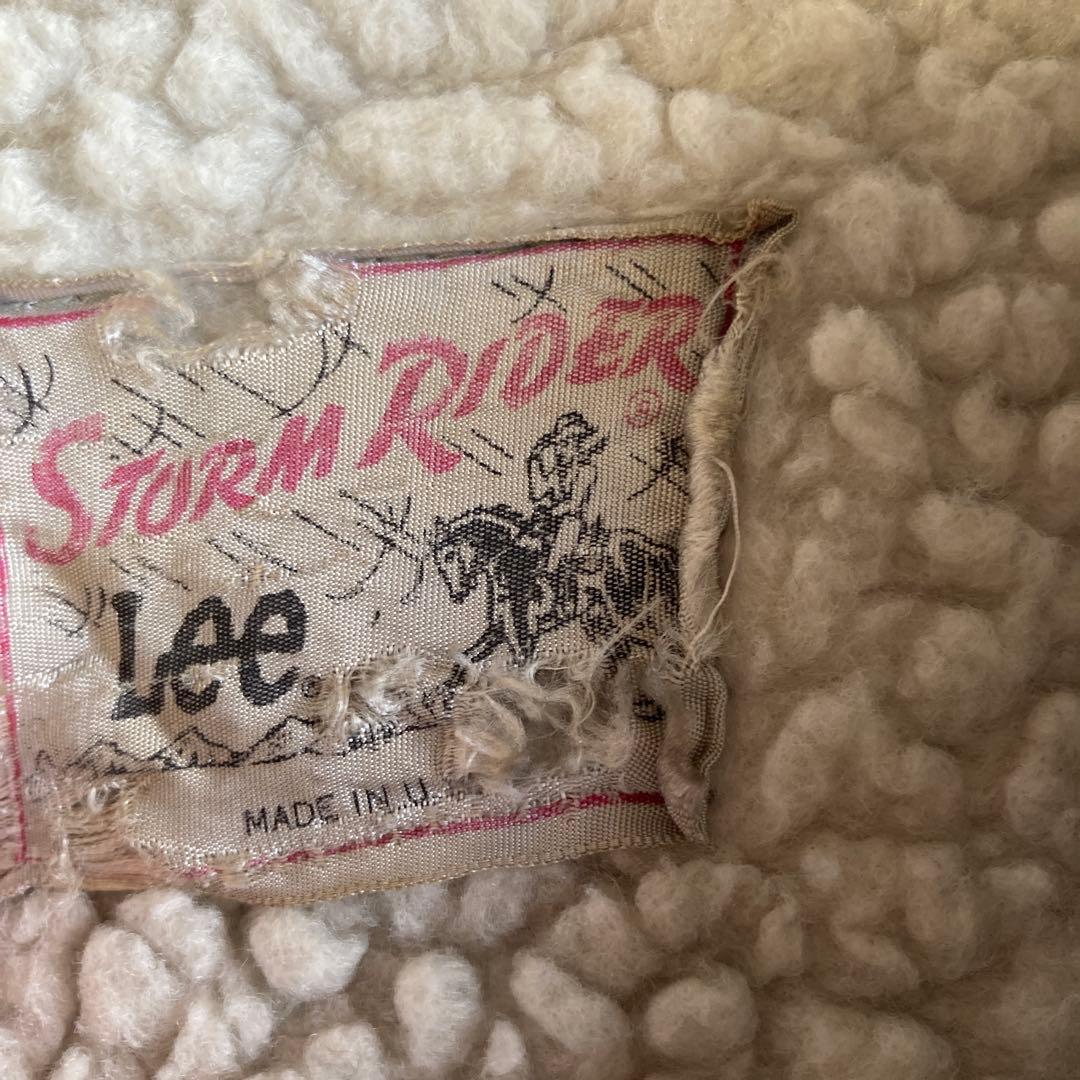 STORM RIDER ®
Lee.
MADE IN U.